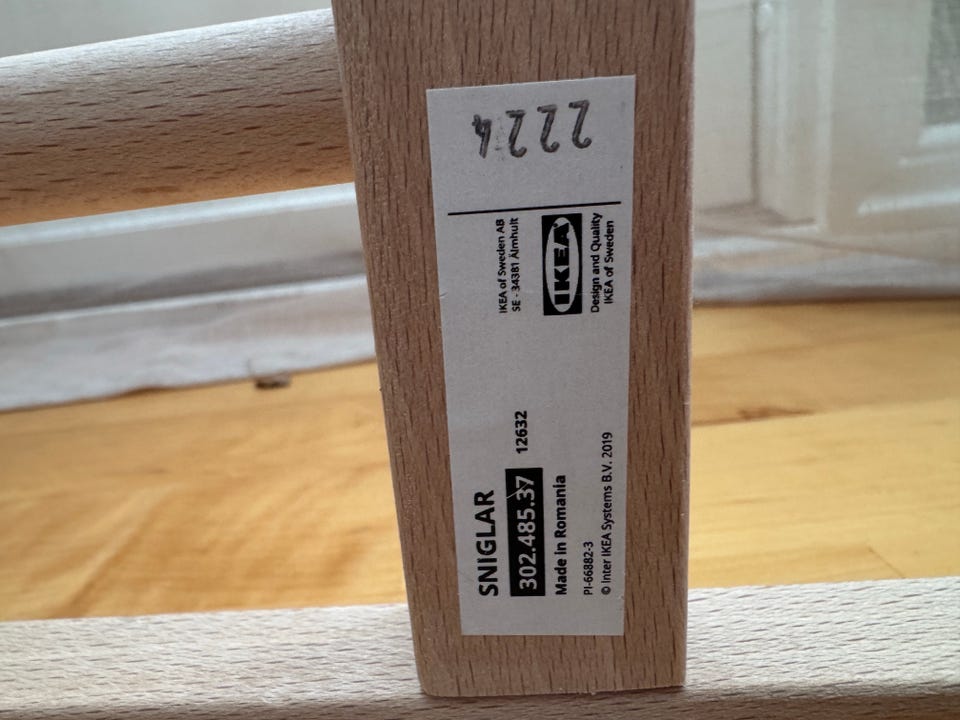 SNIGLAR
302.485.37 12632
Made in Romania
PI-66882-3
© Inter IKEA Systems B.V. 2019
IKEA of Sweden AB
SE - 34381 Älmhult
IKEA
Design and Quality
IKEA of Sweden
2224